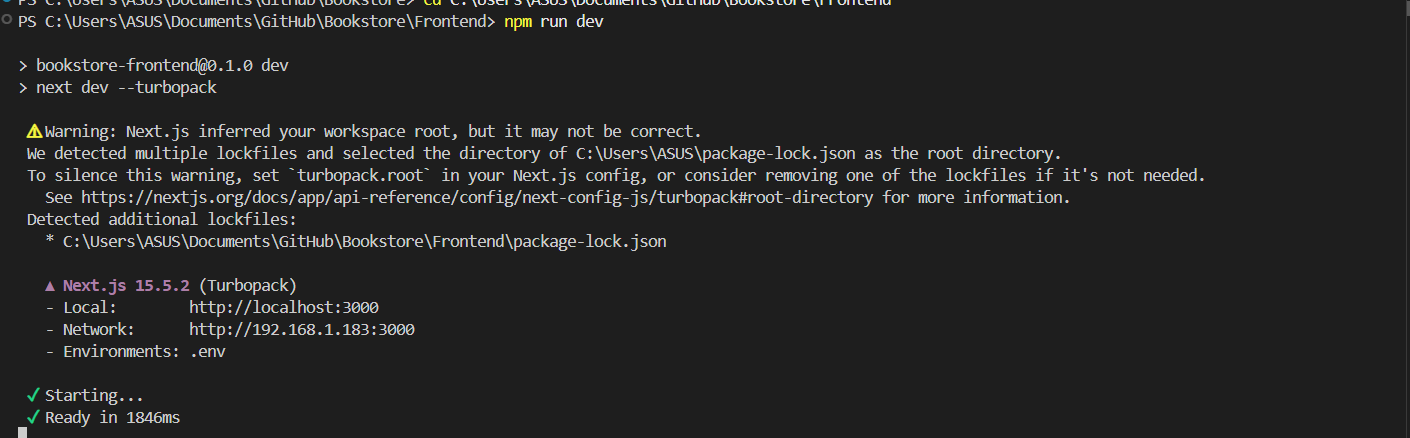 PS C:\Users\ASUS\Documents\GitHub\Bookstore> cd C:\Users\ASUS\Documents\GitHub\Bookstore\Frontend
PS C:\Users\ASUS\Documents\GitHub\Bookstore\Frontend> npm run dev
> bookstore-frontend@0.1.0 dev
> next dev --turbopack
⚠ Warning: Next.js inferred your workspace root, but it may not be correct.
We detected multiple lockfiles and selected the directory of C:\Users\ASUS\package-lock.json as the root directory.
To silence this warning, set `turbopack.root` in your Next.js config, or consider removing one of the lockfiles if it's not needed.
See https://nextjs.org/docs/app/api-reference/config/next-config-js/turbopack#root-directory for more information.
Detected additional lockfiles:
* C:\Users\ASUS\Documents\GitHub\Bookstore\Frontend\package-lock.json
▲ Next.js 15.5.2 (Turbopack)
- Local: http://localhost:3000
- Network: http://192.168.1.183:3000
- Environments: .env
✓ Starting...
✓ Ready in 1846ms